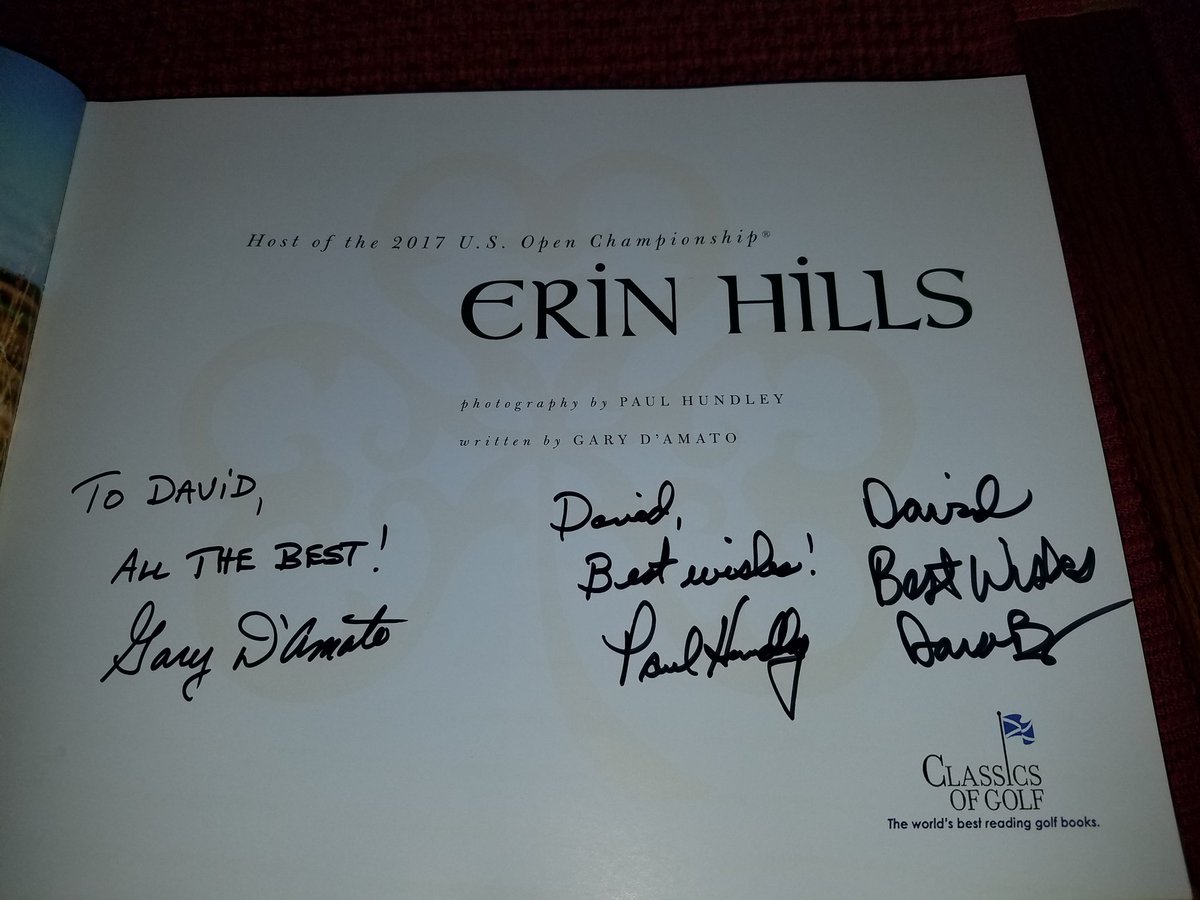 Host of the 2017 U.S. Open Championship®
ERIN HILLS
photography by PAUL HUNDLEY
written by GARY D'AMATO
TO DAVID,
ALL THE BEST!
Gary D'Amato
David,
Best wishes!
Paul Hundley
David
Best Wishes
CLASSICS
OF GOLF
The world's best reading golf books.